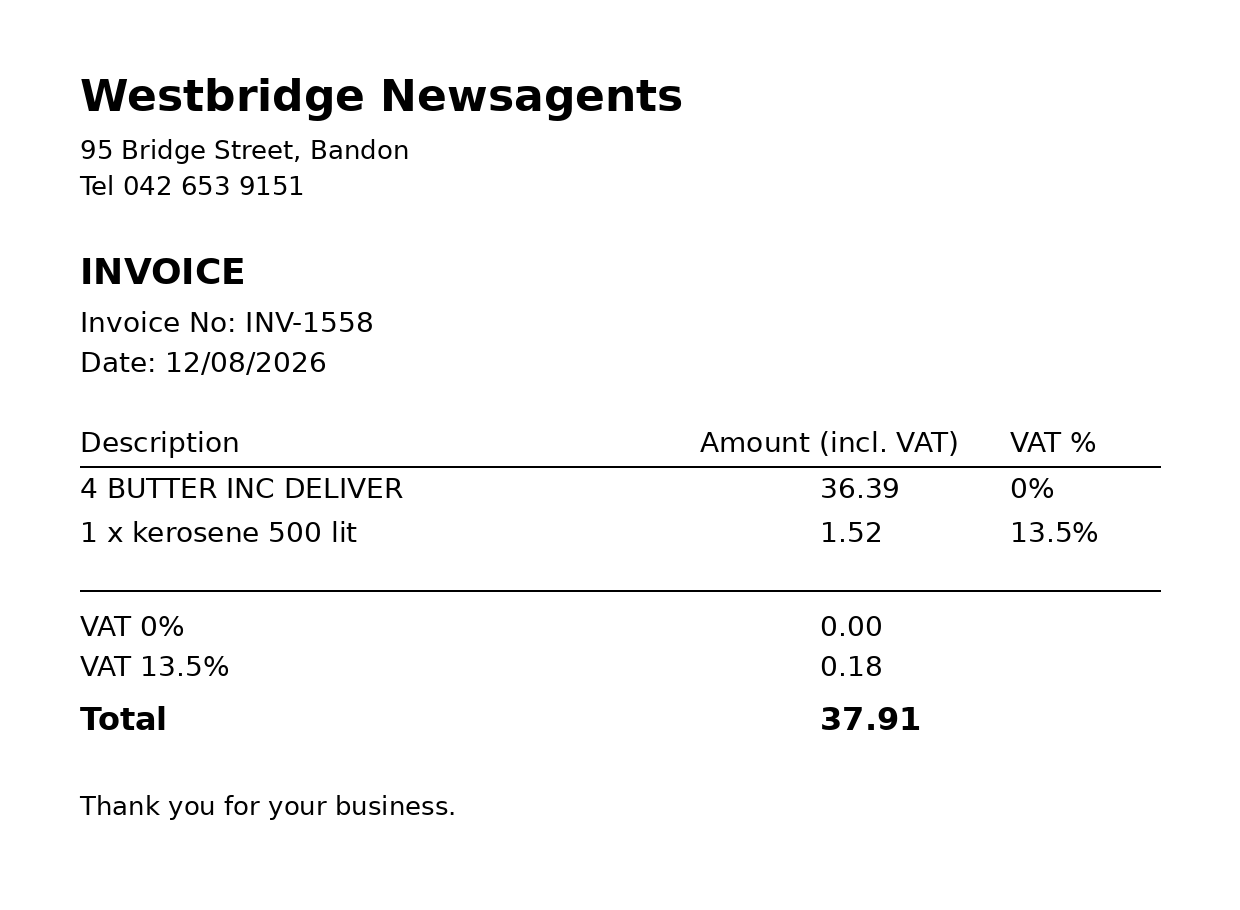 Westbridge Newsagents
95 Bridge Street, Bandon
Tel 042 653 9151
INVOICE
Invoice No: INV-1558
Date: 12/08/2026
Description Amount (incl. VAT) VAT %
4 BUTTER INC DELIVER 36.39 0%
1 x kerosene 500 lit 1.52 13.5%
VAT 0% 0.00
VAT 13.5% 0.18
Total 37.91
Thank you for your business.